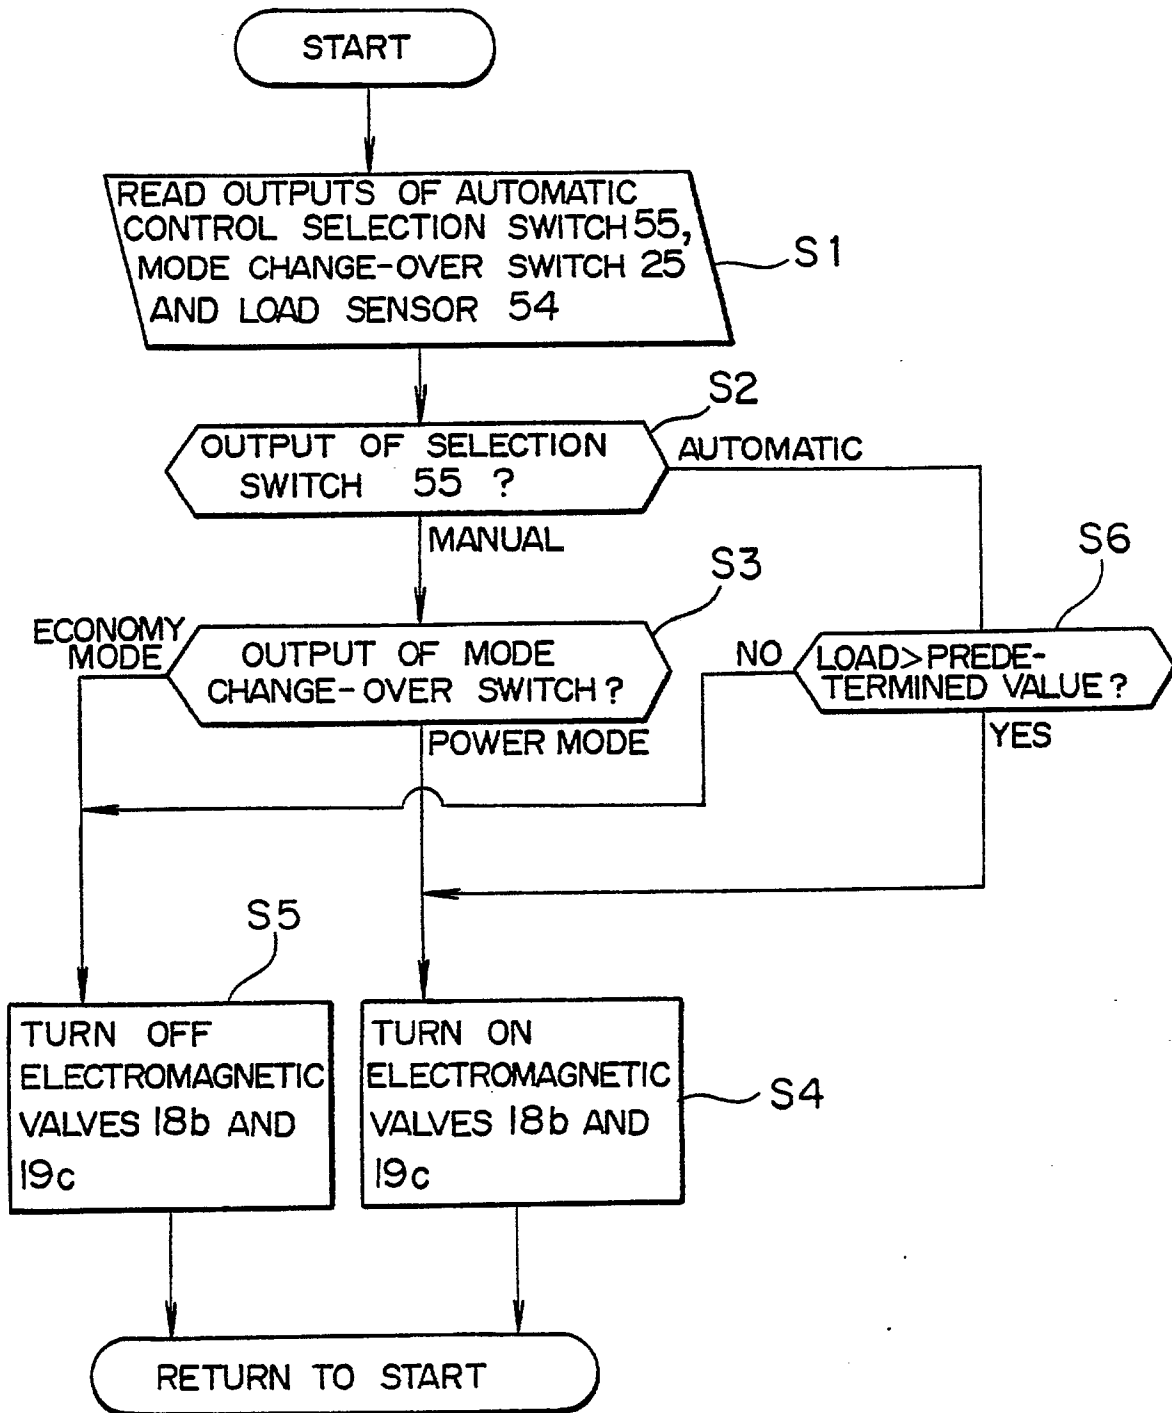 START
READ OUTPUTS OF AUTOMATIC
CONTROL SELECTION SWITCH 55,
MODE CHANGE-OVER SWITCH 25
AND LOAD SENSOR 54
S1
S2
OUTPUT OF SELECTION
SWITCH 55 ?
AUTOMATIC
MANUAL
S3
S6
ECONOMY
MODE
OUTPUT OF MODE
CHANGE-OVER SWITCH?
NO
LOAD>PREDE-
TERMINED VALUE?
POWER MODE
YES
S5
TURN OFF
ELECTROMAGNETIC
VALVES 18b AND
19c
TURN ON
ELECTROMAGNETIC
VALVES 18b AND
19c
S4
RETURN TO START